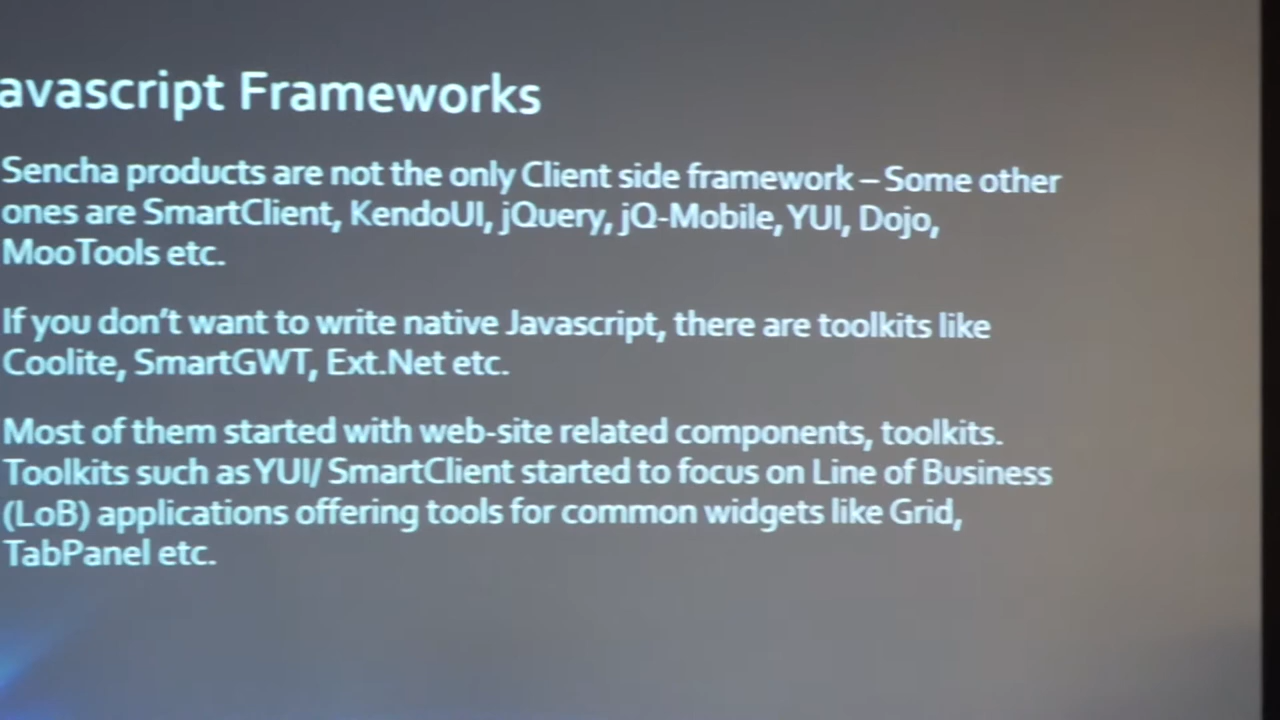 avascript Frameworks
Sencha products are not the only Client side framework – Some other
ones are SmartClient, KendoUI, jQuery, jQ-Mobile, YUI, Dojo,
MooTools etc.
If you don't want to write native Javascript, there are toolkits like
Coolite, SmartGWT, Ext.Net etc.
Most of them started with web-site related components, toolkits.
Toolkits such as YUI/ SmartClient started to focus on Line of Business
(LoB) applications offering tools for common widgets like Grid,
TabPanel etc.